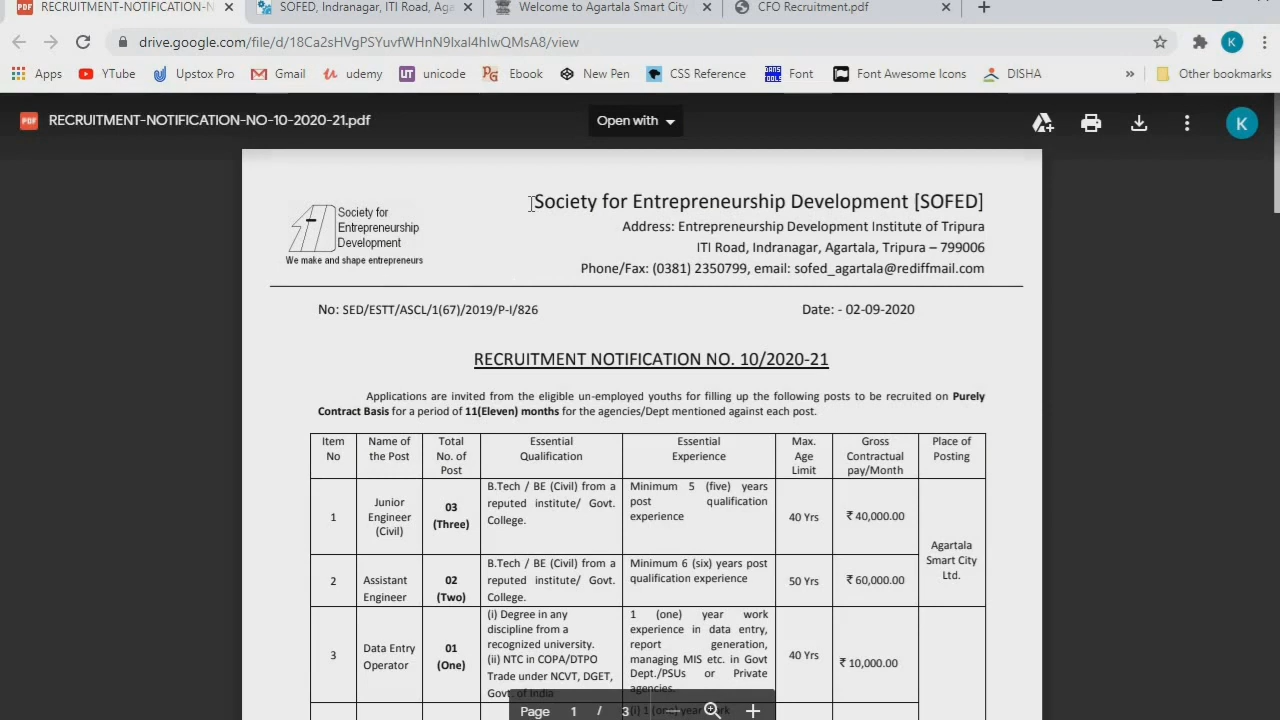 RECRUITMENT-NOTIFICATION-N
SOFED, Indranagar, ITI Road, Aga
Welcome to Agartala Smart City
CFO Recruitment.pdf
drive.google.com/file/d/18Ca2sHVgPSYuvfWHnN9Ixal4hIwQMsA8/view
K
Apps YTube Upstox Pro Gmail udemy UT unicode Ebook New Pen CSS Reference Font Font Awesome Icons DISHA » Other bookmarks
PDF RECRUITMENT-NOTIFICATION-NO-10-2020-21.pdf Open with K
Society for Entrepreneurship Development [SOFED]
Society for
Entrepreneurship
Development
We make and shape entrepreneurs
Address: Entrepreneurship Development Institute of Tripura
ITI Road, Indranagar, Agartala, Tripura – 799006
Phone/Fax: (0381) 2350799, email: sofed_agartala@rediffmail.com
No: SED/ESTT/ASCL/1(67)/2019/P-I/826 Date: - 02-09-2020
RECRUITMENT NOTIFICATION NO. 10/2020-21
Applications are invited from the eligible un-employed youths for filling up the following posts to be recruited on Purely
Contract Basis for a period of 11(Eleven) months for the agencies/Dept mentioned against each post.
Item
No
Name of
the Post
Total
No. of
Post
Essential
Qualification
Essential
Experience
Max.
Age
Limit
Gross
Contractual
pay/Month
Place of
Posting
1
Junior
Engineer
(Civil)
03
(Three)
B.Tech / BE (Civil) from a
reputed institute/ Govt.
College.
Minimum 5 (five) years
post qualification
experience
40 Yrs
₹ 40,000.00
Agartala
Smart City
Ltd.
2
Assistant
Engineer
02
(Two)
B.Tech / BE (Civil) from a
reputed institute/ Govt.
College.
Minimum 6 (six) years post
qualification experience
50 Yrs
₹ 60,000.00
3
Data Entry
Operator
01
(One)
(i) Degree in any
discipline from a
recognized university.
(ii) NTC in COPA/DTPO
Trade under NCVT, DGET,
Govt. of India
1 (one) year work
experience in data entry,
report generation,
managing MIS etc. in Govt
Dept./PSUs or Private
agencies.
40 Yrs
₹ 10,000.00
(i) 1 (one) year work
Page 1 / 3